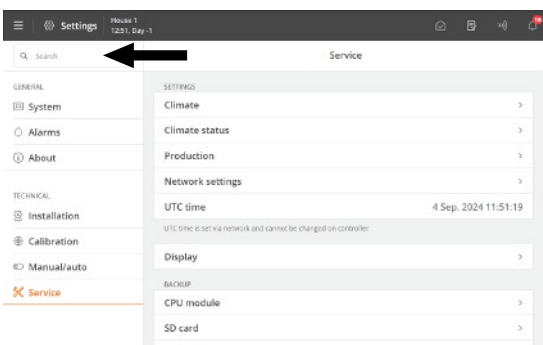 Settings
House 1
12:51, Day -1
Search
Service
GENERAL
System
Alarms
About
TECHNICAL
Installation
Calibration
Manual/auto
Service
SETTINGS
Climate
Climate status
Production
Network settings
UTC time 4 Sep. 2024 11:51:19
UTC time is set via network and cannot be changed on controller
Display
BACKUP
CPU module
SD card